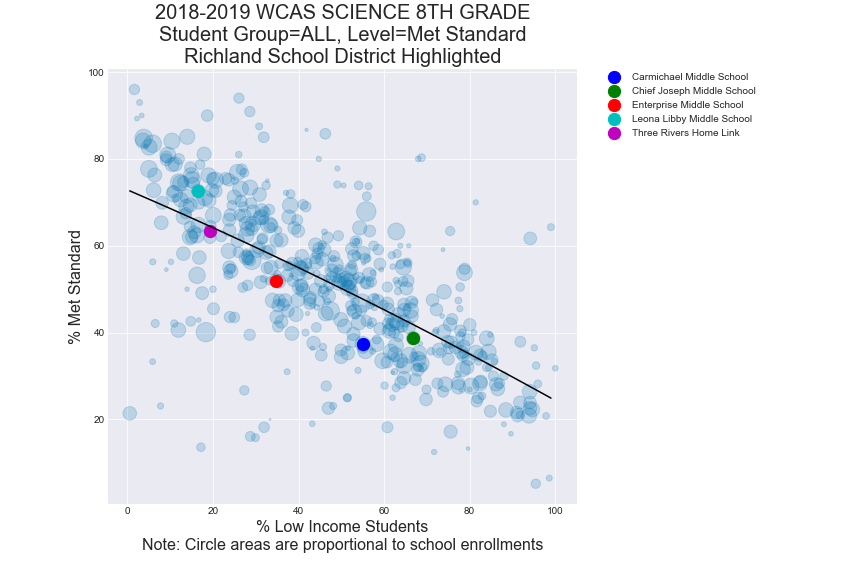 2018-2019 WCAS SCIENCE 8TH GRADE
Student Group=ALL, Level=Met Standard
Richland School District Highlighted
Carmichael Middle School
Chief Joseph Middle School
Enterprise Middle School
Leona Libby Middle School
Three Rivers Home Link
% Met Standard
100
80
60
40
20
0 20 40 60 80 100
% Low Income Students
Note: Circle areas are proportional to school enrollments